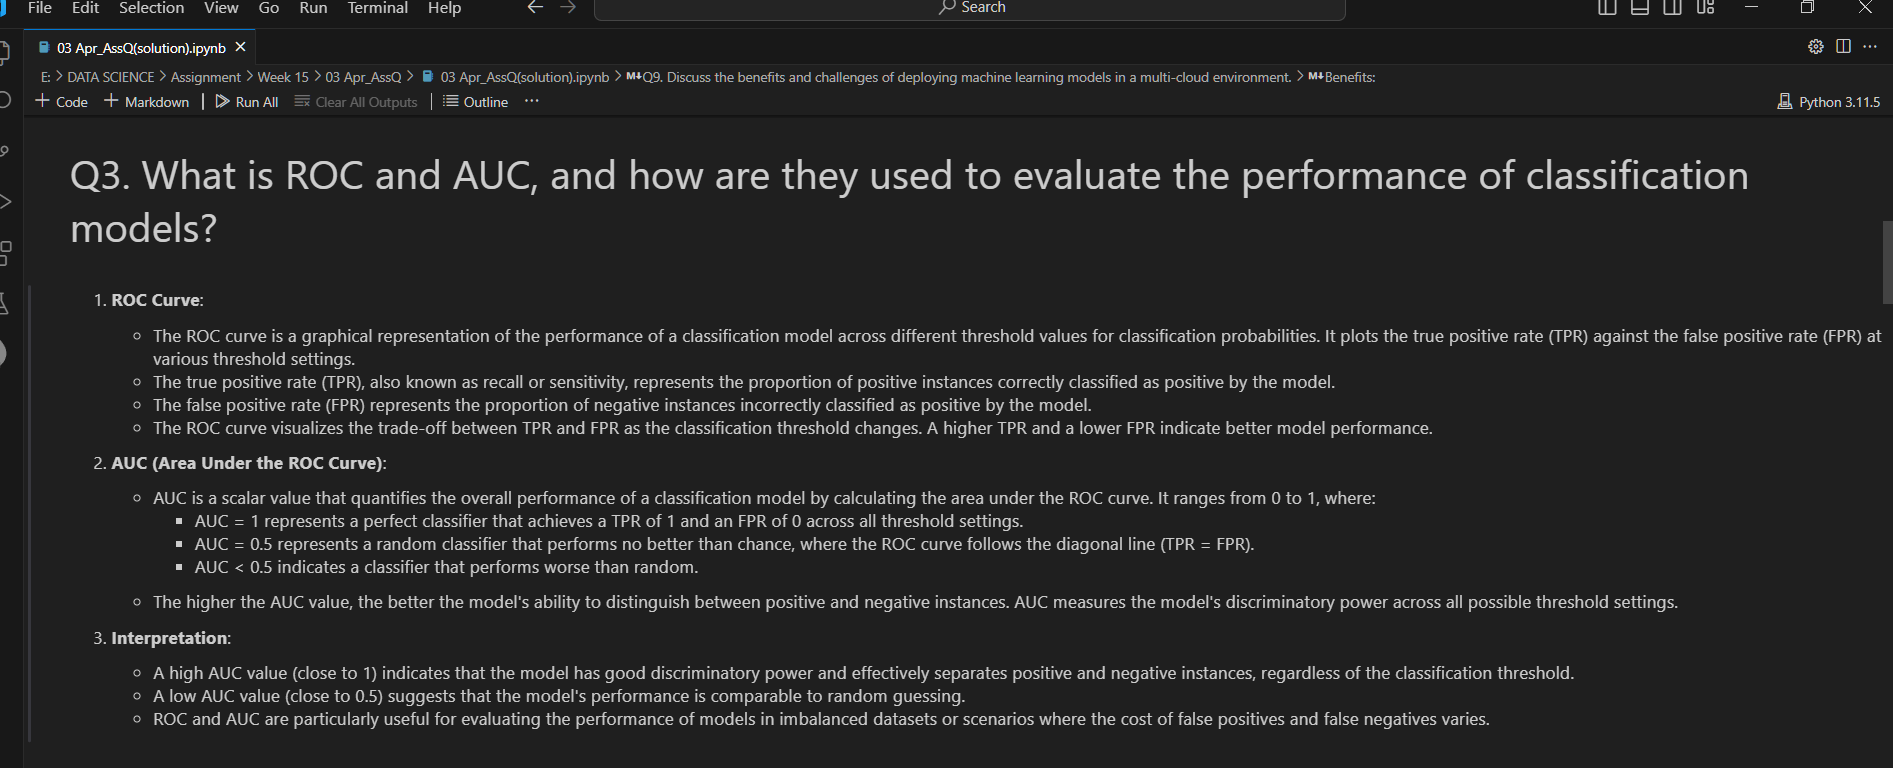 File Edit Selection View Go Run Terminal Help ← → Search
03 Apr_AssQ(solution).ipynb ×
E: > DATA SCIENCE > Assignment > Week 15 > 03 Apr_AssQ > 03 Apr_AssQ(solution).ipynb > M↓Q9. Discuss the benefits and challenges of deploying machine learning models in a multi-cloud environment. > M↓Benefits:
+ Code + Markdown | Run All Clear All Outputs | Outline ··· Python 3.11.5
Q3. What is ROC and AUC, and how are they used to evaluate the performance of classification
models?
1. ROC Curve:
The ROC curve is a graphical representation of the performance of a classification model across different threshold values for classification probabilities. It plots the true positive rate (TPR) against the false positive rate (FPR) at
various threshold settings.
The true positive rate (TPR), also known as recall or sensitivity, represents the proportion of positive instances correctly classified as positive by the model.
The false positive rate (FPR) represents the proportion of negative instances incorrectly classified as positive by the model.
The ROC curve visualizes the trade-off between TPR and FPR as the classification threshold changes. A higher TPR and a lower FPR indicate better model performance.
2. AUC (Area Under the ROC Curve):
AUC is a scalar value that quantifies the overall performance of a classification model by calculating the area under the ROC curve. It ranges from 0 to 1, where:
AUC = 1 represents a perfect classifier that achieves a TPR of 1 and an FPR of 0 across all threshold settings.
AUC = 0.5 represents a random classifier that performs no better than chance, where the ROC curve follows the diagonal line (TPR = FPR).
AUC < 0.5 indicates a classifier that performs worse than random.
The higher the AUC value, the better the model's ability to distinguish between positive and negative instances. AUC measures the model's discriminatory power across all possible threshold settings.
3. Interpretation:
A high AUC value (close to 1) indicates that the model has good discriminatory power and effectively separates positive and negative instances, regardless of the classification threshold.
A low AUC value (close to 0.5) suggests that the model's performance is comparable to random guessing.
ROC and AUC are particularly useful for evaluating the performance of models in imbalanced datasets or scenarios where the cost of false positives and false negatives varies.